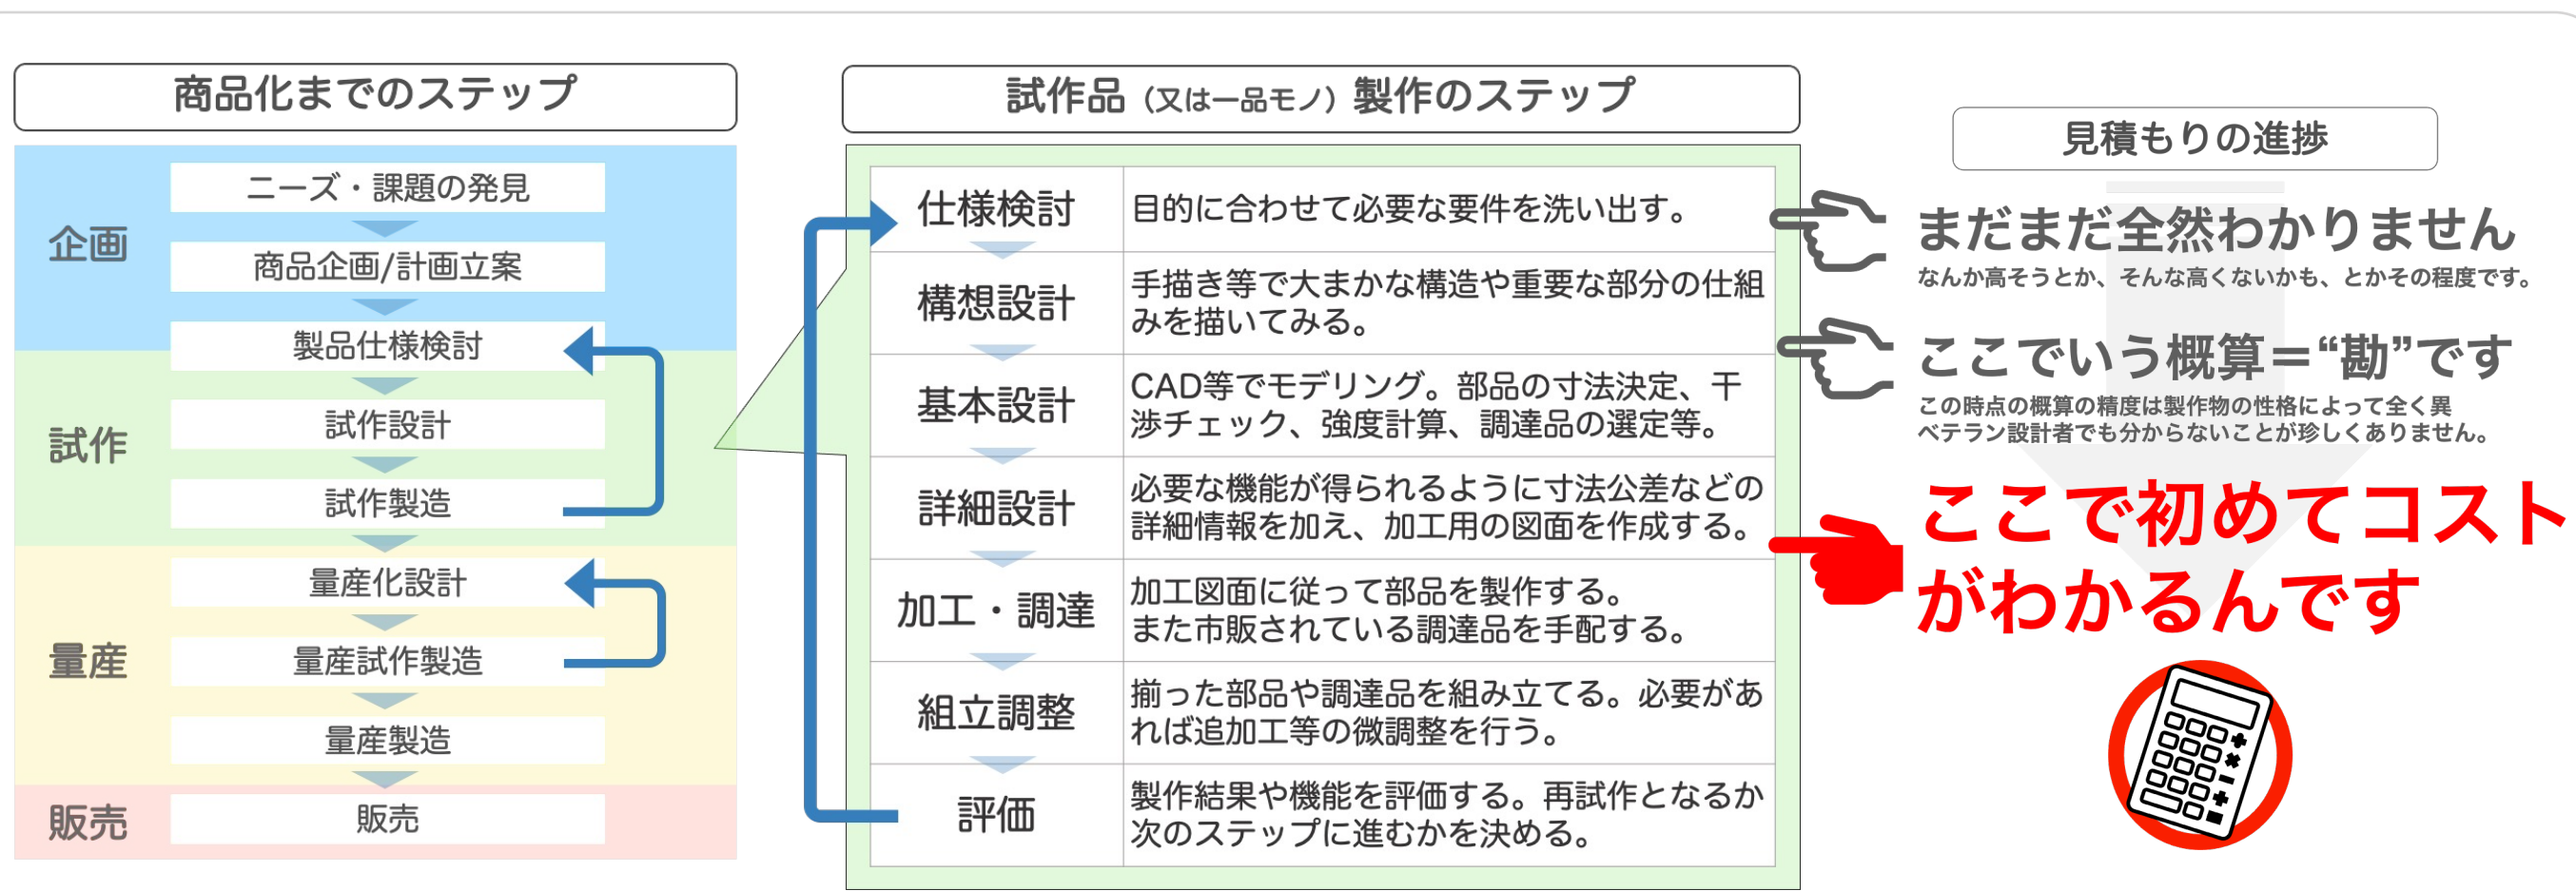 商品化までのステップ
企画
ニーズ・課題の発見
商品企画/計画立案
製品仕様検討
試作
試作設計
試作製造
量産
量産化設計
量産試作製造
量産製造
販売
販売
試作品（又は一品モノ）製作のステップ
仕様検討
目的に合わせて必要な要件を洗い出す。
構想設計
手描き等で大まかな構造や重要な部分の仕組
みを描いてみる。
基本設計
CAD等でモデリング。部品の寸法決定、干
渉チェック、強度計算、調達品の選定等。
詳細設計
必要な機能が得られるように寸法公差などの
詳細情報を加え、加工用の図面を作成する。
加工・調達
加工図面に従って部品を製作する。
また市販されている調達品を手配する。
組立調整
揃った部品や調達品を組み立てる。必要があ
れば追加工等の微調整を行う。
評価
製作結果や機能を評価する。再試作となるか
次のステップに進むかを決める。
見積もりの進捗
まだまだ全然わかりません
なんか高そうとか、そんな高くないかも、とかその程度です。
ここでいう概算＝“勘”です
この時点の概算の精度は製作物の性格によって全く異
ベテラン設計者でも分からないことが珍しくありません。
ここで初めてコスト
がわかるんです